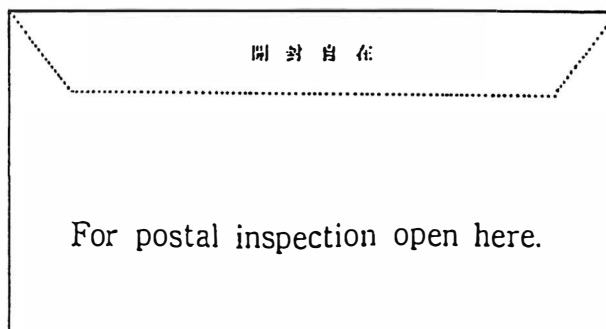 開封自在
For postal inspection open here.